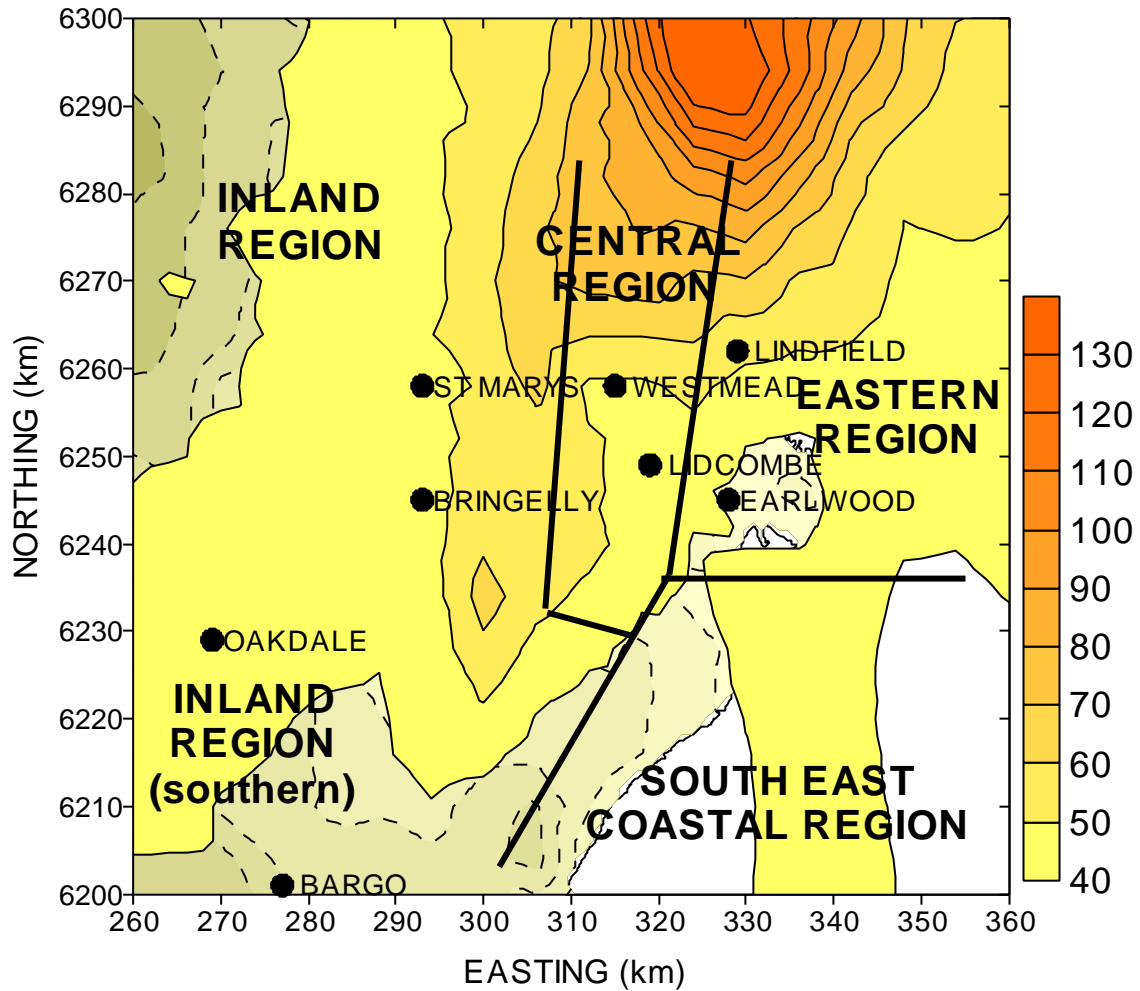 6300
6290
6280
6270
6260
6250
6240
6230
6220
6210
6200
NORTHING (km)
INLAND
REGION
CENTRAL
REGION
LINDFIELD
ST MARYS
WESTMEAD
EASTERN
REGION
LIDCOMBE
BRINGELLY
EARLWOOD
OAKDALE
INLAND
REGION
(southern)
SOUTH EAST
COASTAL REGION
BARGO
130
120
110
100
90
80
70
60
50
40
260 270 280 290 300 310 320 330 340 350 360
EASTING (km)